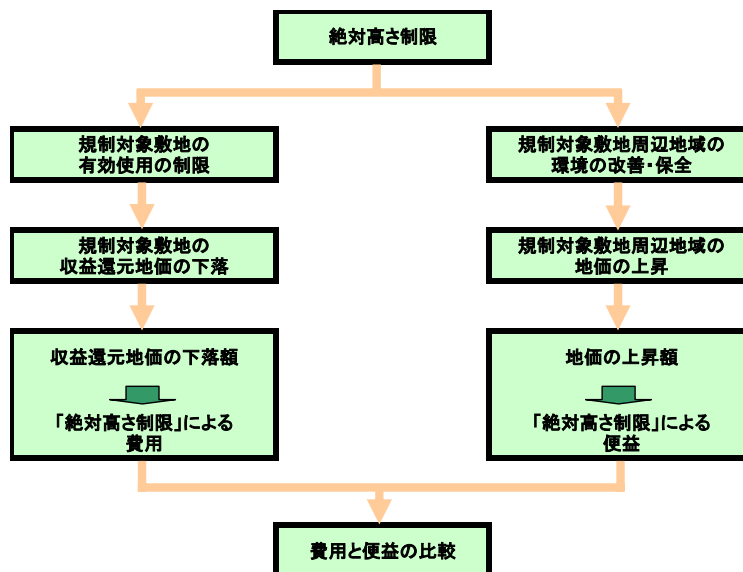 絶対高さ制限
規制対象敷地の
有効使用の制限
規制対象敷地周辺地域の
環境の改善・保全
規制対象敷地の
収益還元地価の下落
規制対象敷地周辺地域の
地価の上昇
収益還元地価の下落額
「絶対高さ制限」による
費用
地価の上昇額
「絶対高さ制限」による
便益
費用と便益の比較